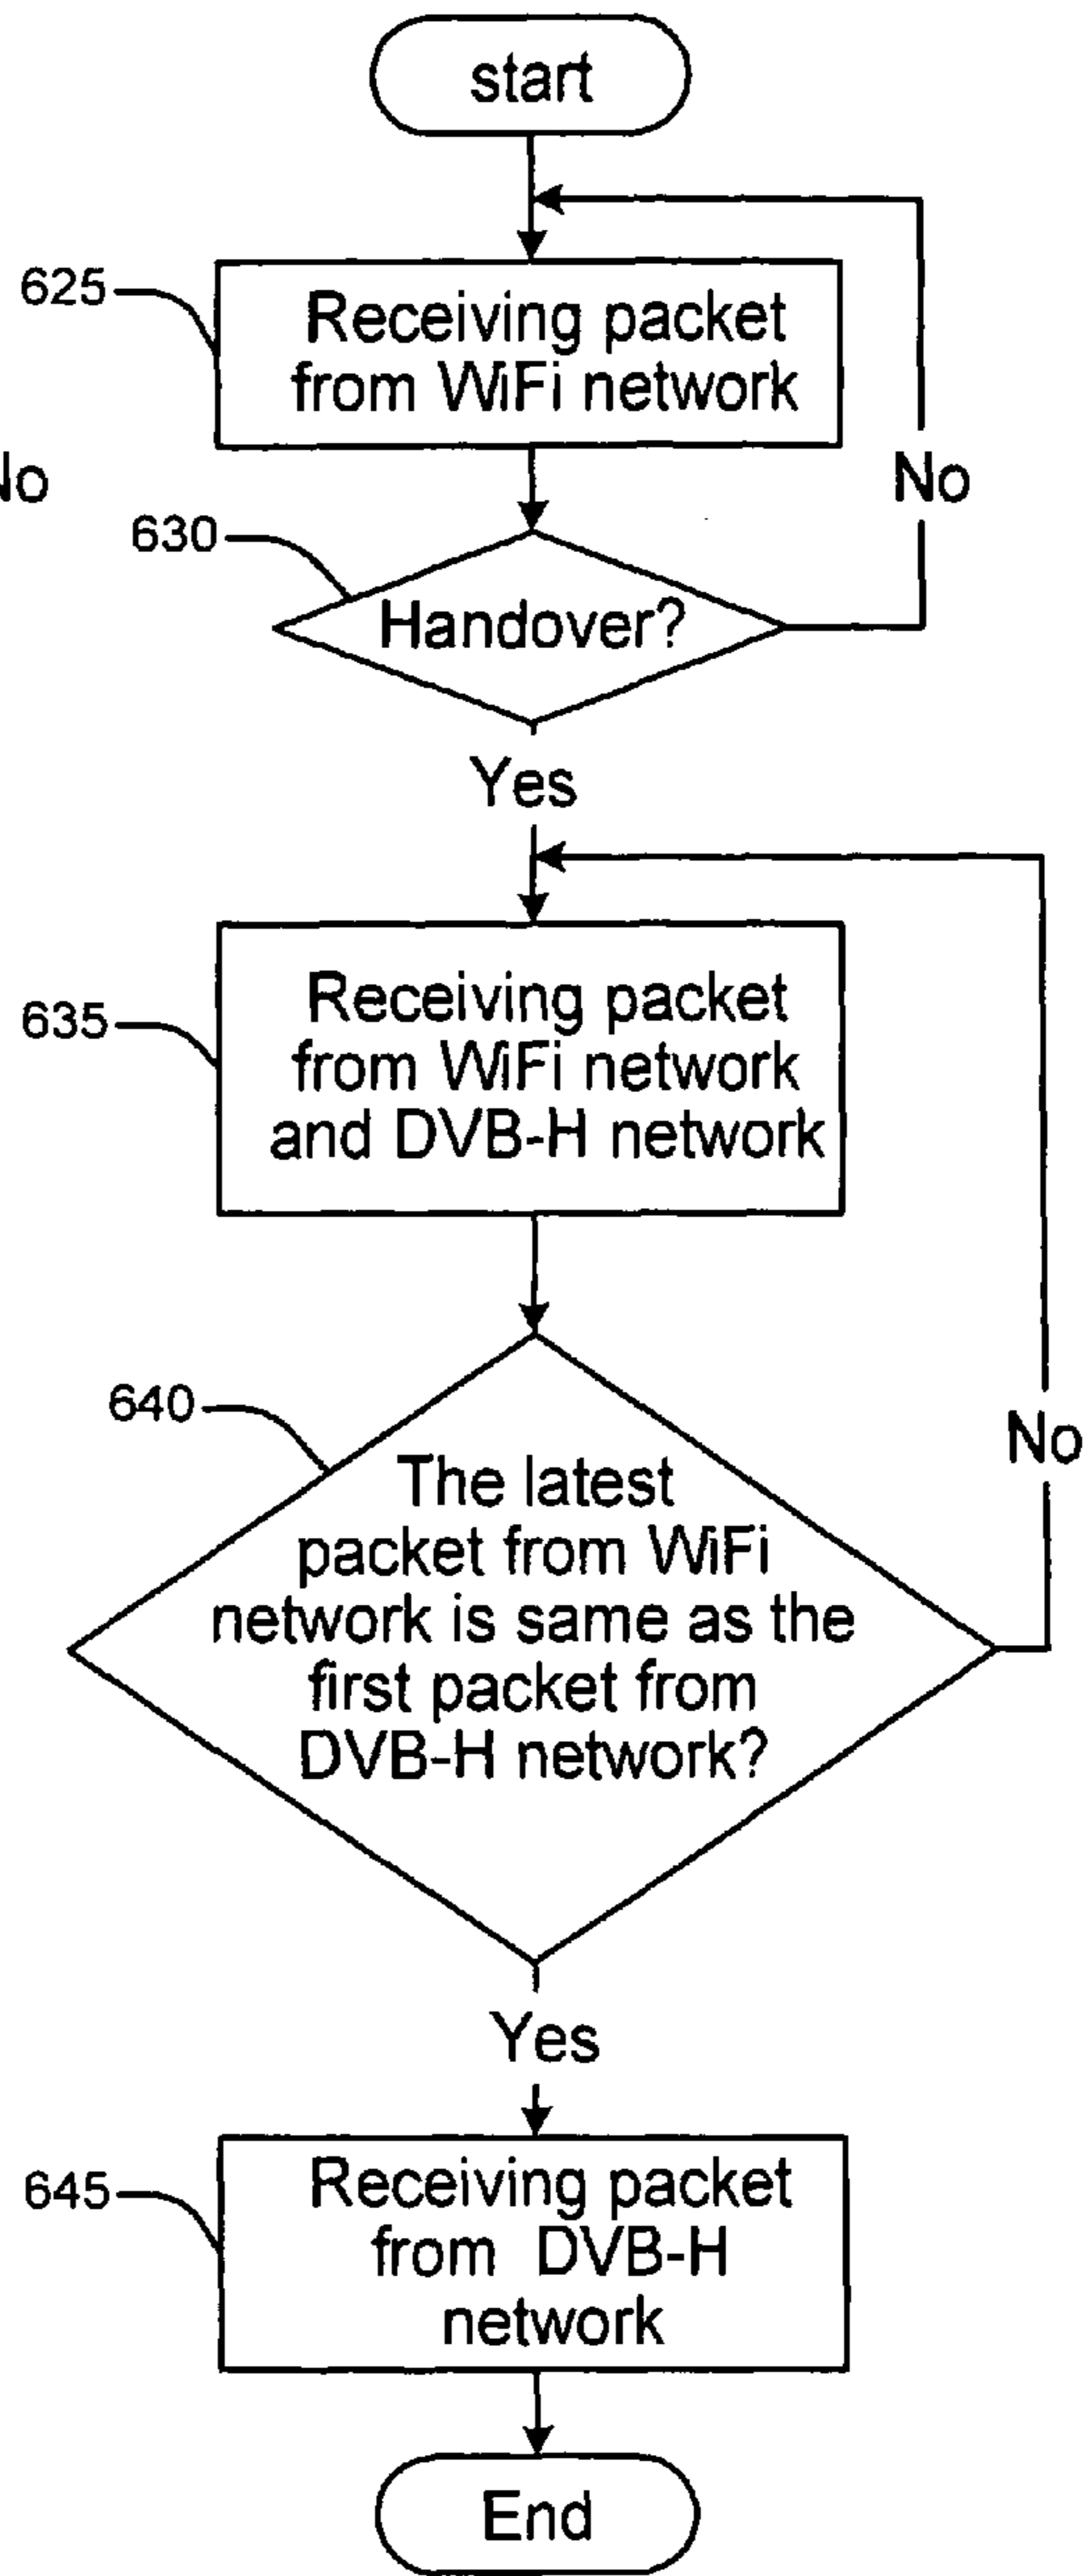 start
625
Receiving packet
from WiFi network
No
No
630
Handover?
Yes
635
Receiving packet
from WiFi network
and DVB-H network
640
No
The latest
packet from WiFi
network is same as the
first packet from
DVB-H network?
Yes
645
Receiving packet
from DVB-H
network
End